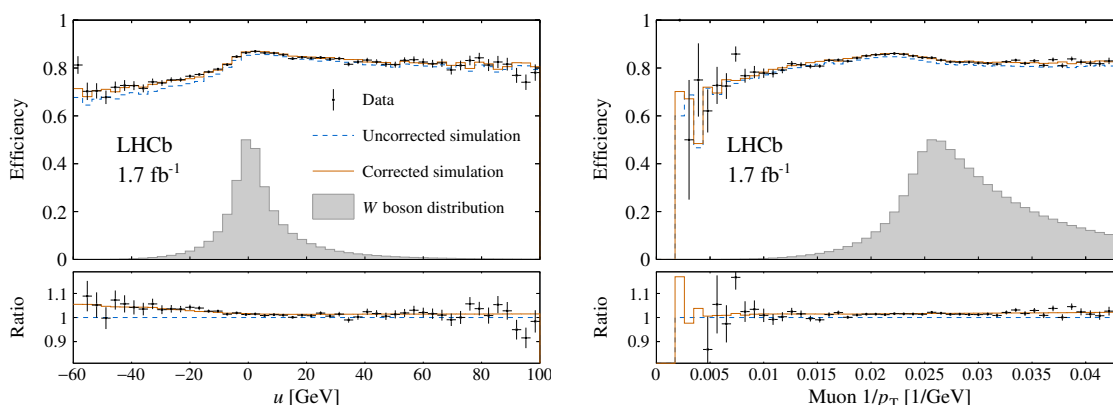 1
0.8
0.6
0.4
0.2
0
Efficiency
LHCb
1.7 fb⁻¹
Data
Uncorrected simulation
Corrected simulation
W boson distribution
1.1
1
0.9
Ratio
−60 −40 −20 0 20 40 60 80 100
u [GeV]
1
0.8
0.6
0.4
0.2
0
Efficiency
LHCb
1.7 fb⁻¹
1.1
1
0.9
Ratio
0 0.005 0.01 0.015 0.02 0.025 0.03 0.035 0.04
Muon 1/p_T [1/GeV]